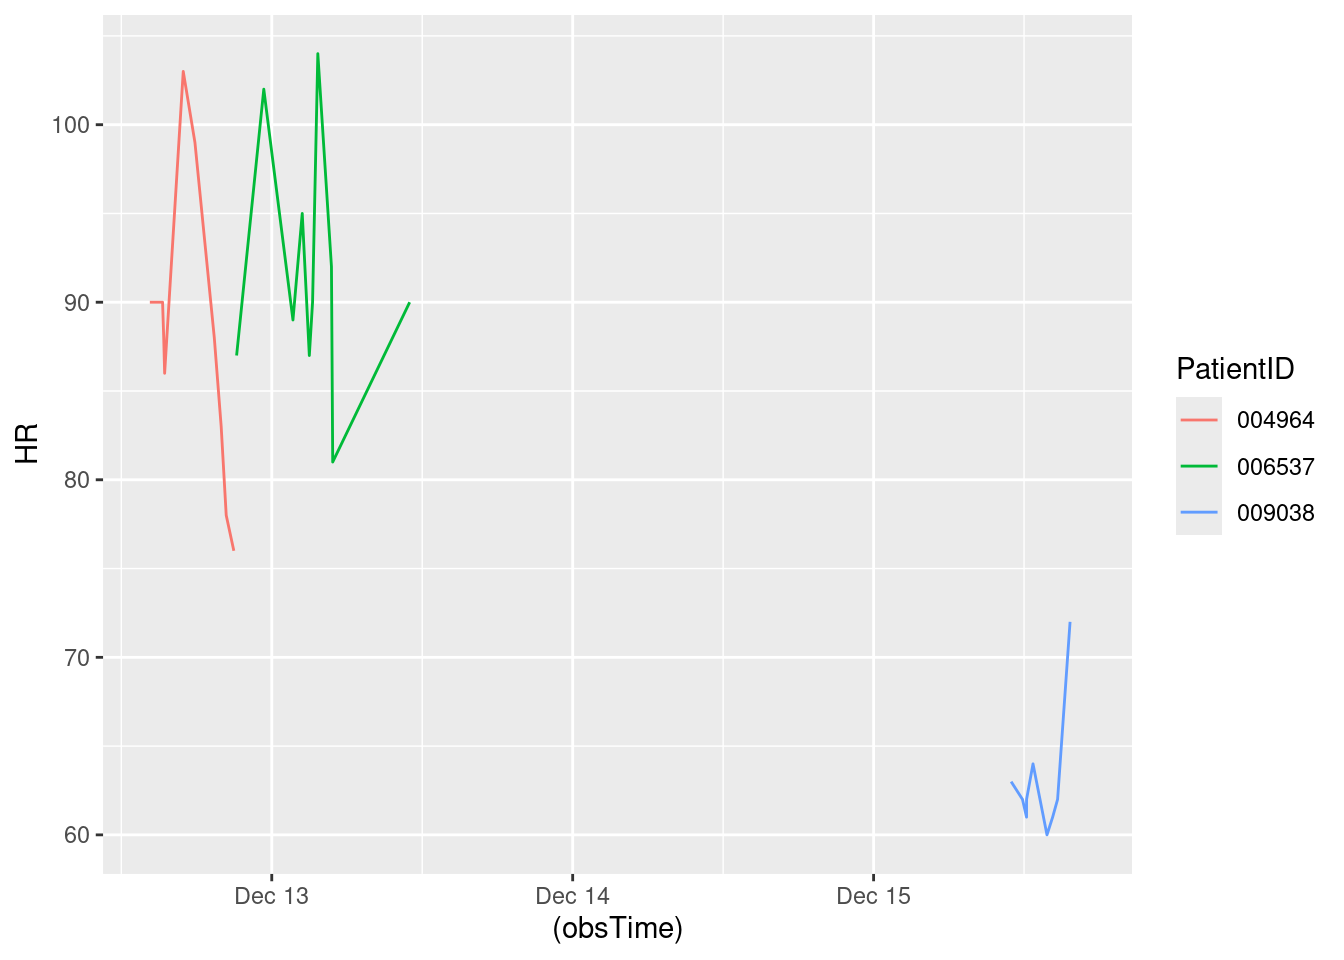 100
90
80
70
60
HR
Dec 13
Dec 14
Dec 15
(obsTime)
PatientID
004964
006537
009038